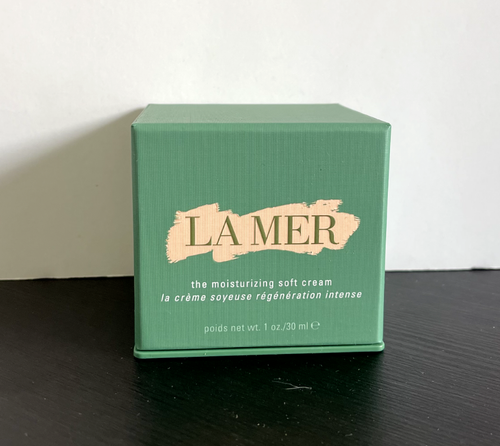 LA MER
the moisturizing soft cream
la crème soyeuse régénération intense
poids net wt. 1 oz./30 ml ℮